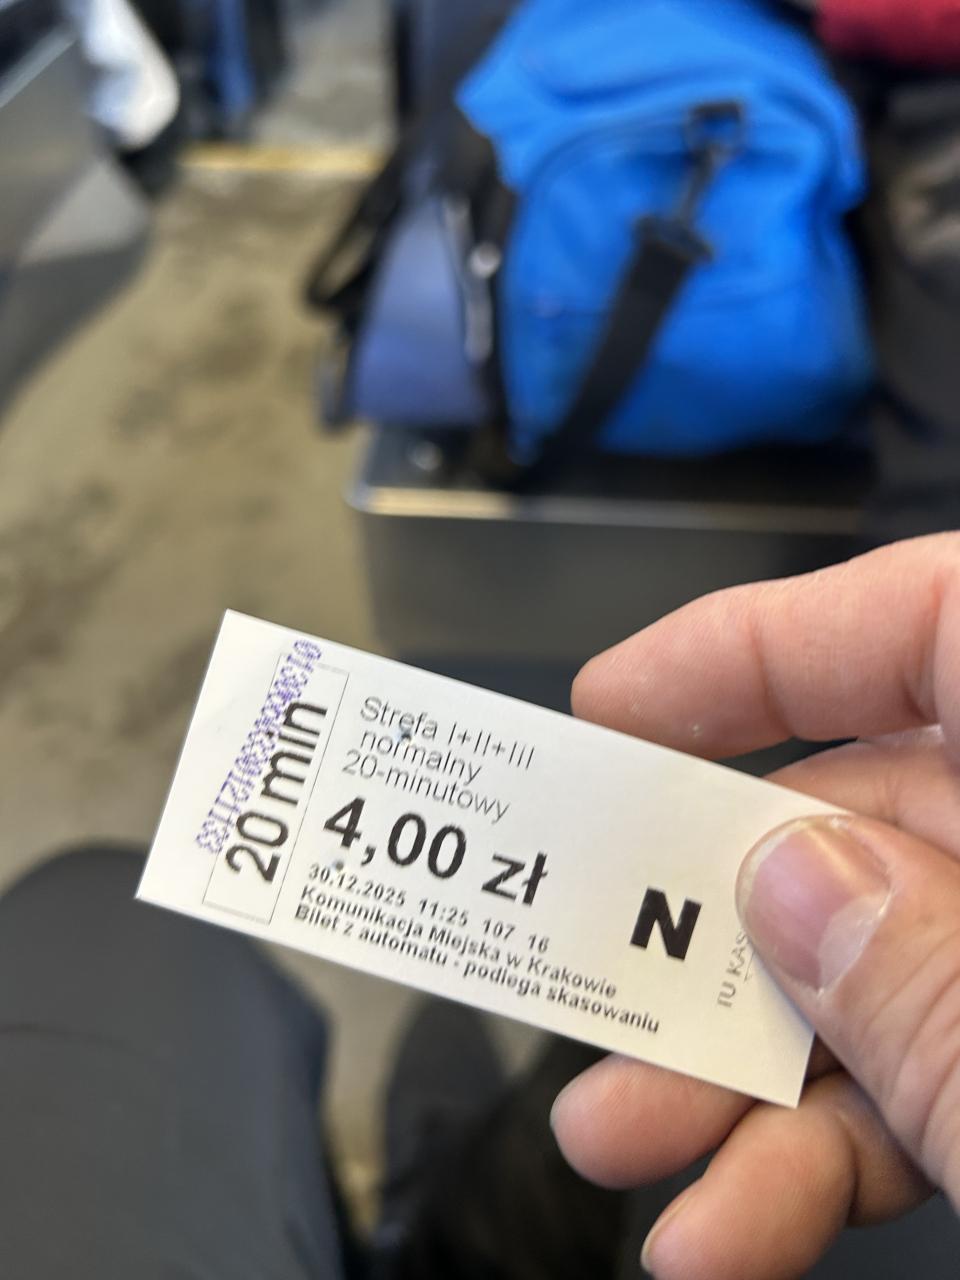 20 min
Strefa I+II+III
normalny
20-minutowy
4,00 zł
30.12.2025 11:25 107 16
Komunikacja Miejska w Krakowie
Bilet z automatu - podlega skasowaniu
N
TU